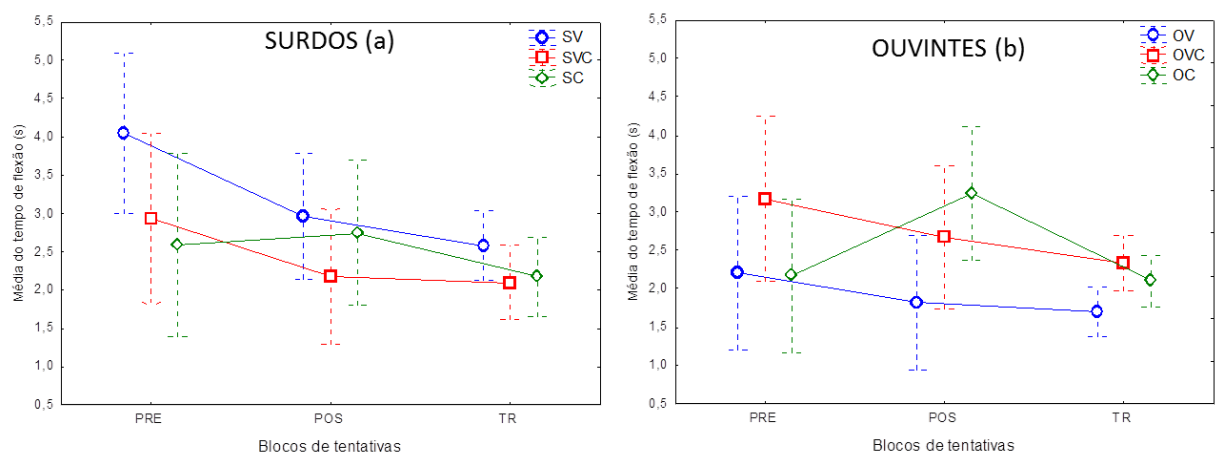 SURDOS (a)
SV
SVC
SC
Média do tempo de flexão (s)
5,5
5,0
4,5
4,0
3,5
3,0
2,5
2,0
1,5
1,0
0,5
PRE POS TR
Blocos de tentativas
OUVINTES (b)
OV
OVC
OC
Média do tempo de flexão (s)
5,5
5,0
4,5
4,0
3,5
3,0
2,5
2,0
1,5
1,0
0,5
PRE POS TR
Blocos de tentativas